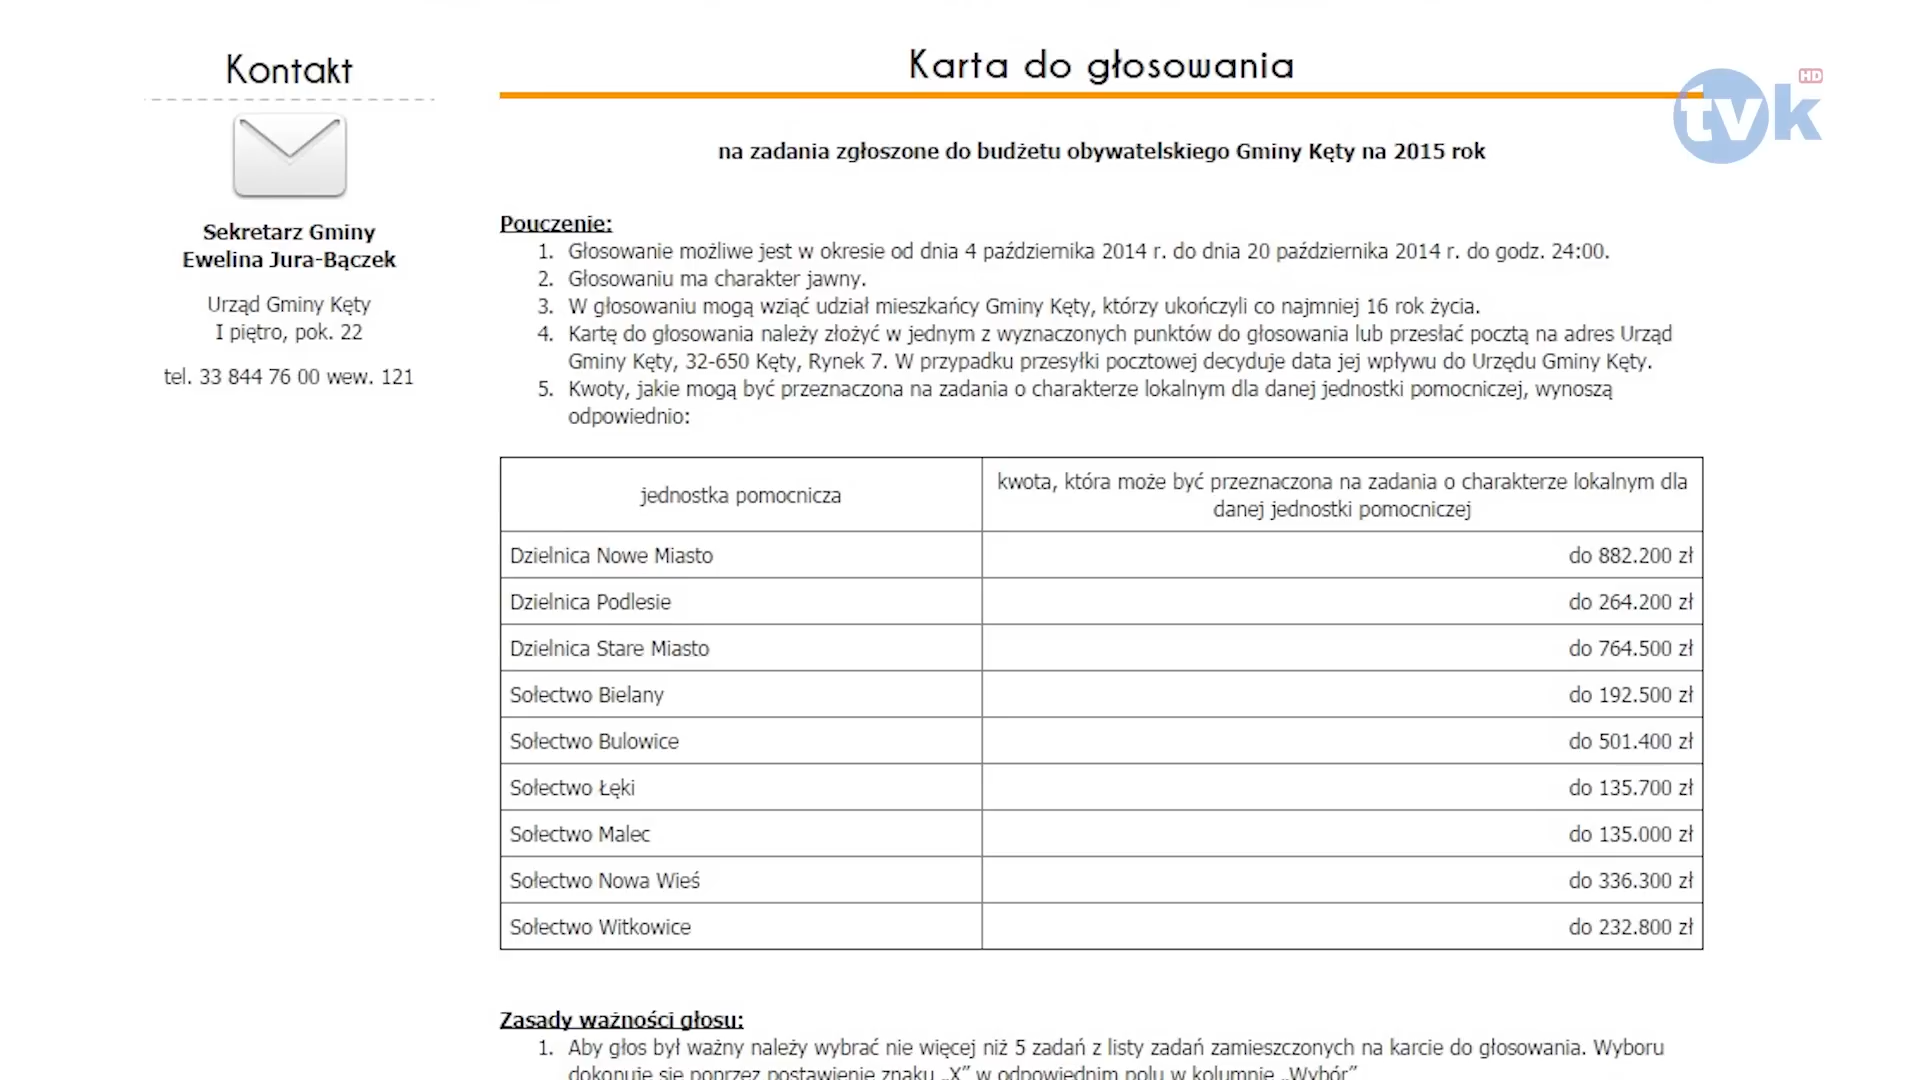 Kontakt
Sekretarz Gminy
Ewelina Jura-Bączek
Urząd Gminy Kęty
I piętro, pok. 22
tel. 33 844 76 00 wew. 121
Karta do głosowania
tvk HD
na zadania zgłoszone do budżetu obywatelskiego Gminy Kęty na 2015 rok
Pouczenie:
1. Głosowanie możliwe jest w okresie od dnia 4 października 2014 r. do dnia 20 października 2014 r. do godz. 24:00.
2. Głosowaniu ma charakter jawny.
3. W głosowaniu mogą wziąć udział mieszkańcy Gminy Kęty, którzy ukończyli co najmniej 16 rok życia.
4. Kartę do głosowania należy złożyć w jednym z wyznaczonych punktów do głosowania lub przesłać pocztą na adres Urząd
Gminy Kęty, 32-650 Kęty, Rynek 7. W przypadku przesyłki pocztowej decyduje data jej wpływu do Urzędu Gminy Kęty.
5. Kwoty, jakie mogą być przeznaczona na zadania o charakterze lokalnym dla danej jednostki pomocniczej, wynoszą
odpowiednio:
jednostka pomocnicza
kwota, która może być przeznaczona na zadania o charakterze lokalnym dla
danej jednostki pomocniczej
Dzielnica Nowe Miasto do 882.200 zł
Dzielnica Podlesie do 264.200 zł
Dzielnica Stare Miasto do 764.500 zł
Sołectwo Bielany do 192.500 zł
Sołectwo Bulowice do 501.400 zł
Sołectwo Łęki do 135.700 zł
Sołectwo Malec do 135.000 zł
Sołectwo Nowa Wieś do 336.300 zł
Sołectwo Witkowice do 232.800 zł
Zasady ważności głosu:
1. Aby głos był ważny należy wybrać nie więcej niż 5 zadań z listy zadań zamieszczonych na karcie do głosowania. Wyboru
dokonuje się poprzez postawienie znaku „X” w odpowiednim polu w kolumnie „Wybór”